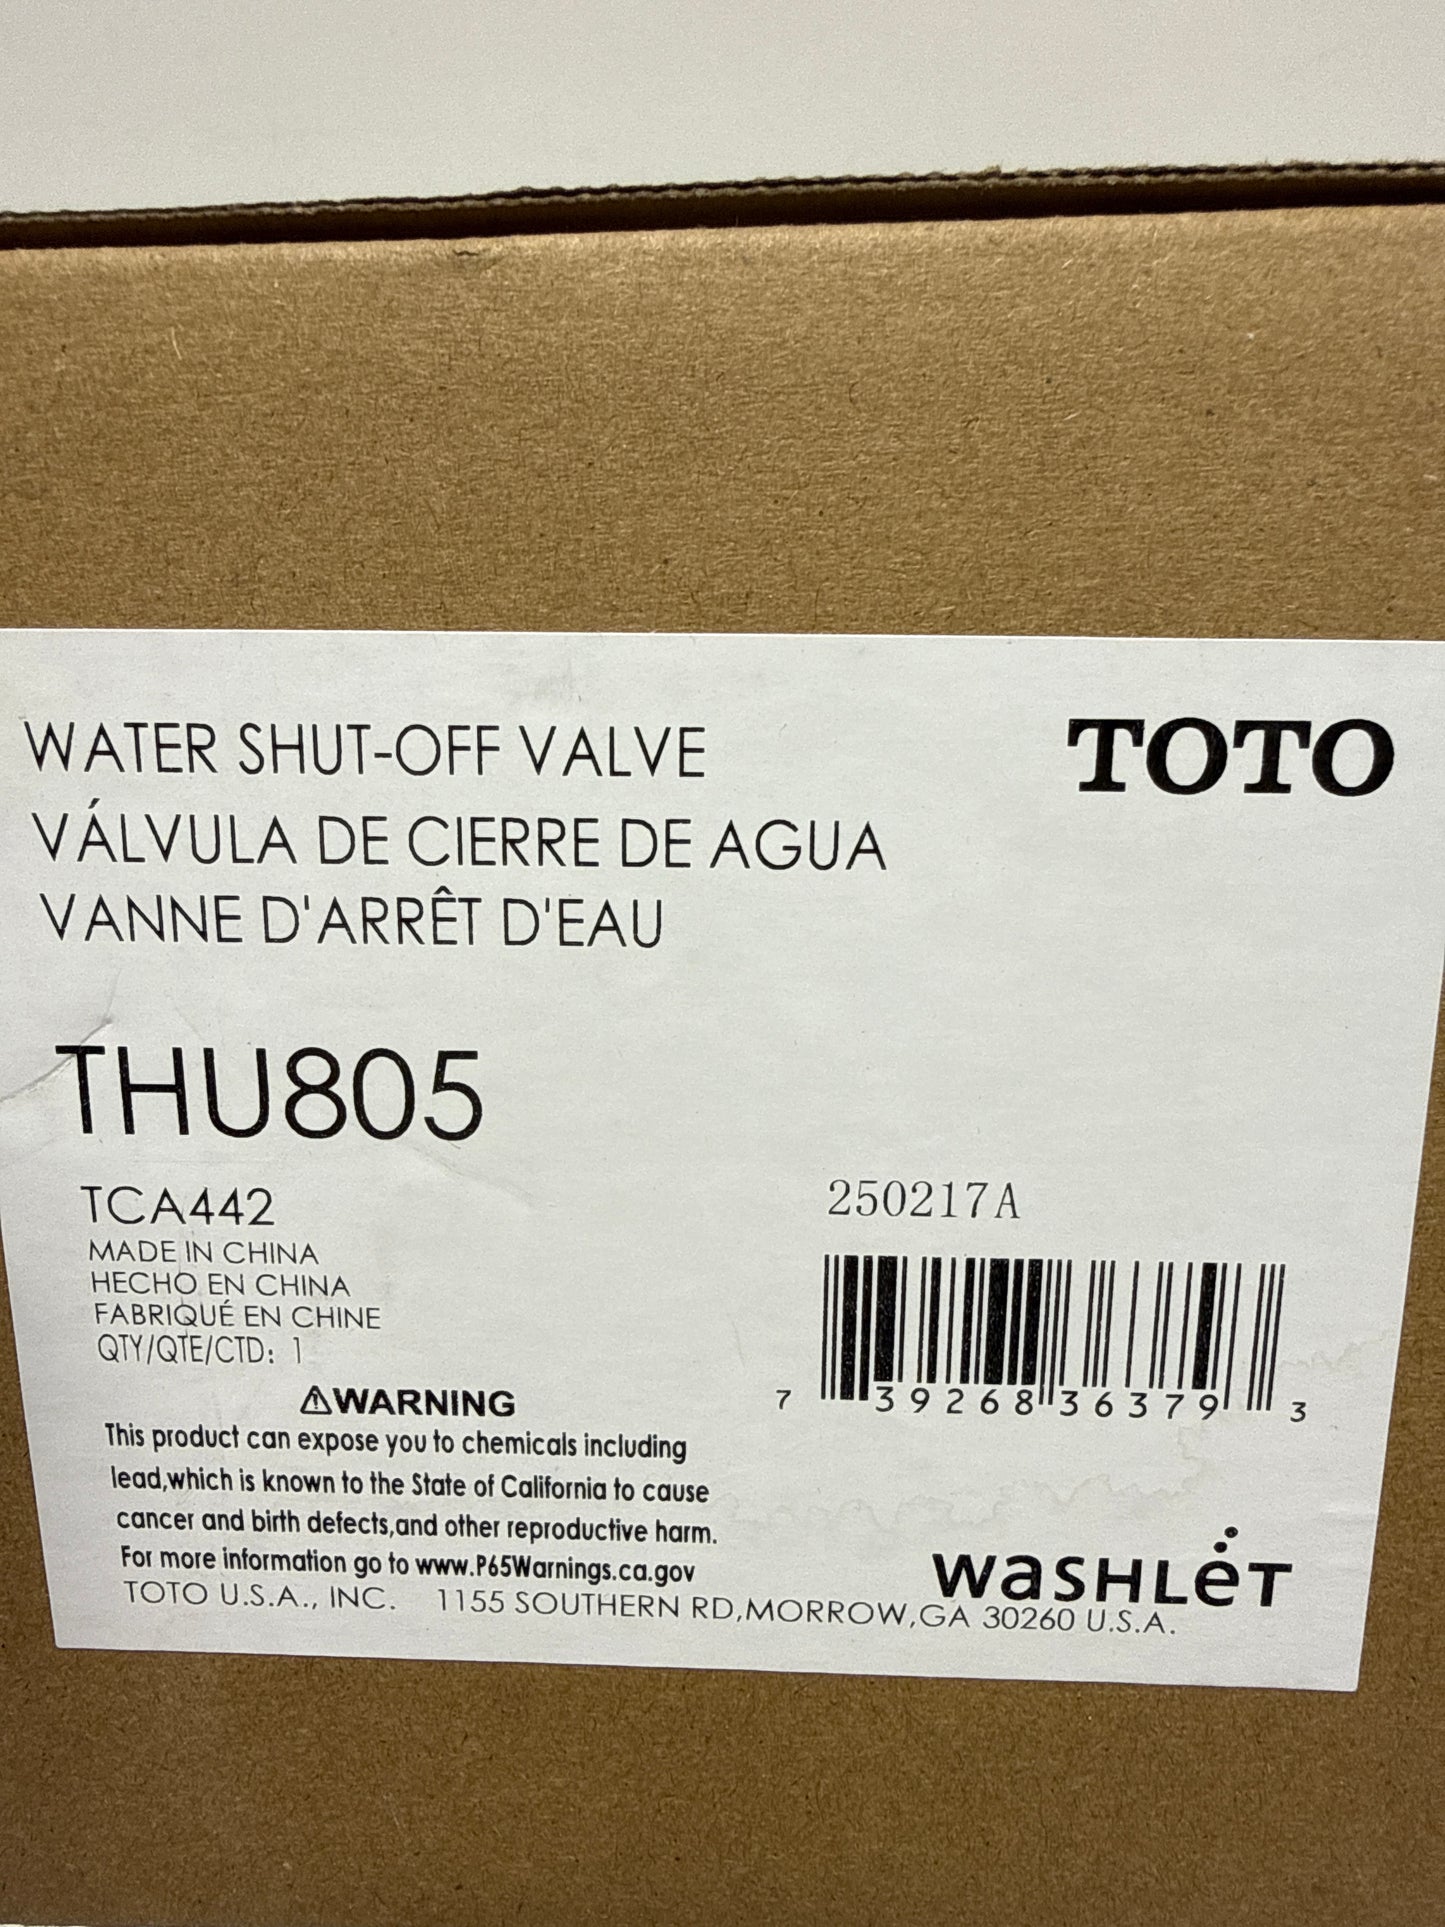 WATER SHUT-OFF VALVE
TOTO
VÁLVULA DE CIERRE DE AGUA
VANNE D'ARRÊT D'EAU
THU805
TCA442
MADE IN CHINA
HECHO EN CHINA
FABRIQUÉ EN CHINE
QTY/QTE/CTD: 1
250217A
7 39268 36379 3
⚠WARNING
This product can expose you to chemicals including
lead,which is known to the State of California to cause
cancer and birth defects,and other reproductive harm.
For more information go to www.P65Warnings.ca.gov
WASHLET
TOTO U.S.A., INC. 1155 SOUTHERN RD,MORROW,GA 30260 U.S.A.